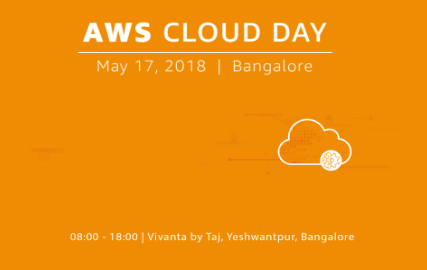 AWS CLOUD DAY
May 17, 2018 | Bangalore
08:00 - 18:00 | Vivanta by Taj, Yeshwantpur, Bangalore